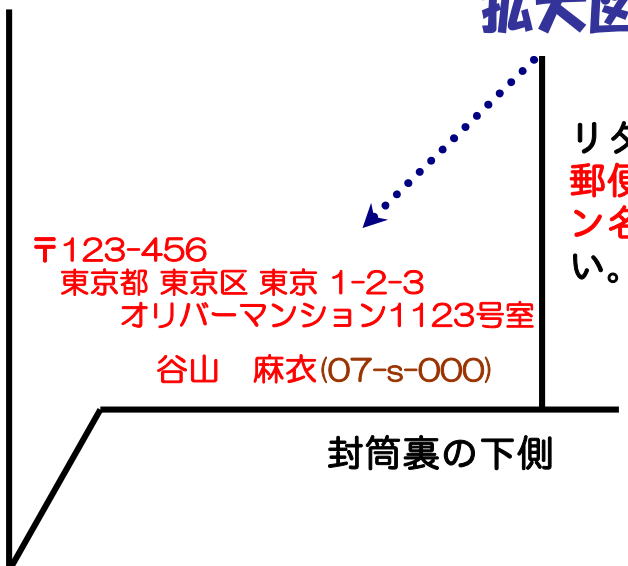 拡大図
リタ
郵便
ン名
い。
〒123-456
東京都 東京区 東京 1-2-3
オリバーマンション1123号室
谷山　麻衣(07-s-000)
封筒裏の下側